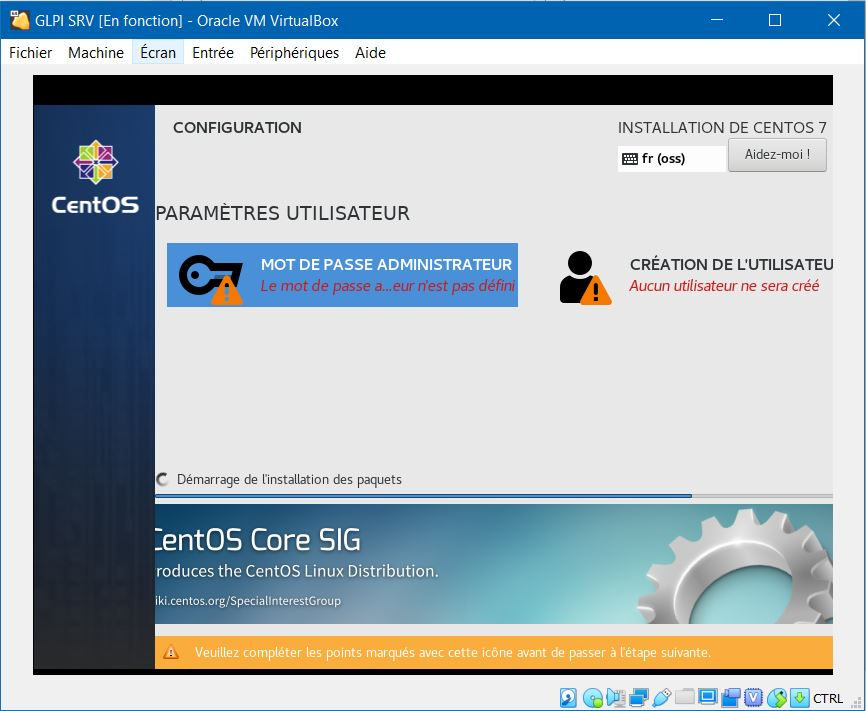 GLPI SRV [En fonction] - Oracle VM VirtualBox
Fichier Machine Écran Entrée Périphériques Aide
CONFIGURATION
INSTALLATION DE CENTOS 7
fr (oss)
Aidez-moi !
CentOS
PARAMÈTRES UTILISATEUR
MOT DE PASSE ADMINISTRATEUR
Le mot de passe a...eur n'est pas défini
CRÉATION DE L'UTILISATEU
Aucun utilisateur ne sera créé
Démarrage de l'installation des paquets
CentOS Core SIG
roduces the CentOS Linux Distribution.
iki.centos.org/SpecialInterestGroup
Veuillez compléter les points marqués avec cette icône avant de passer à l'étape suivante.
CTRL